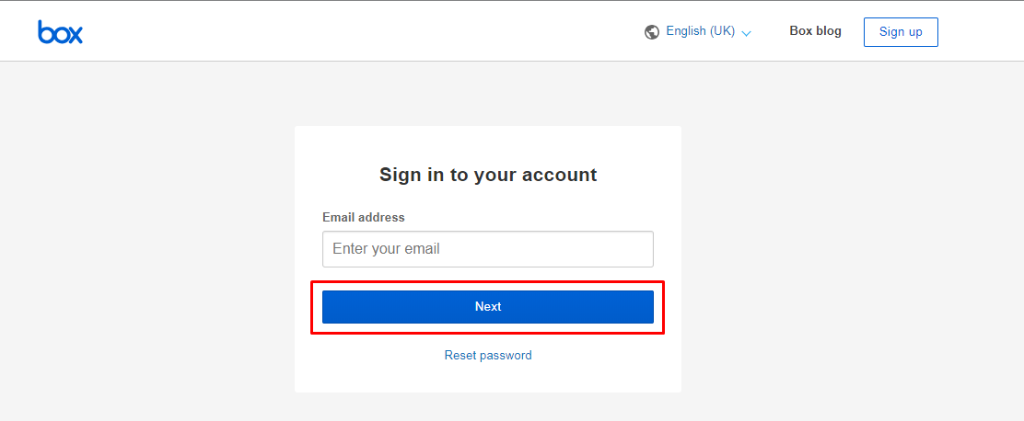 box
English (UK)
Box blog
Sign up
Sign in to your account
Email address
Enter your email
Next
Reset password